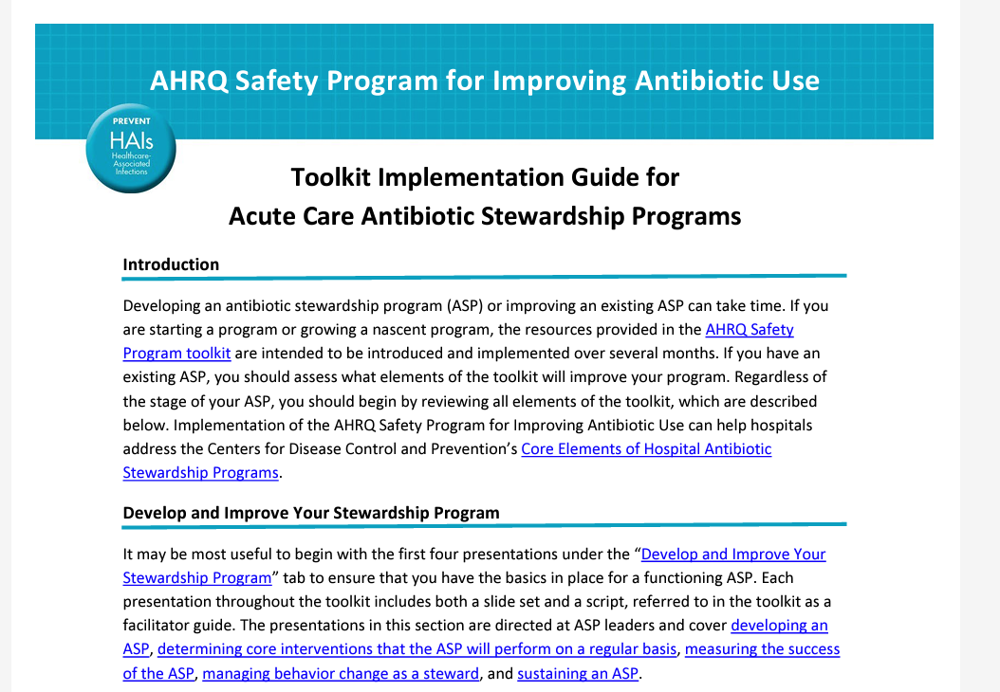 AHRQ Safety Program for Improving Antibiotic Use
PREVENT
HAIs
Healthcare-
Associated
Infections
Toolkit Implementation Guide for
Acute Care Antibiotic Stewardship Programs
Introduction
Developing an antibiotic stewardship program (ASP) or improving an existing ASP can take time. If you
are starting a program or growing a nascent program, the resources provided in the AHRQ Safety
Program toolkit are intended to be introduced and implemented over several months. If you have an
existing ASP, you should assess what elements of the toolkit will improve your program. Regardless of
the stage of your ASP, you should begin by reviewing all elements of the toolkit, which are described
below. Implementation of the AHRQ Safety Program for Improving Antibiotic Use can help hospitals
address the Centers for Disease Control and Prevention’s Core Elements of Hospital Antibiotic
Stewardship Programs.
Develop and Improve Your Stewardship Program
It may be most useful to begin with the first four presentations under the “Develop and Improve Your
Stewardship Program” tab to ensure that you have the basics in place for a functioning ASP. Each
presentation throughout the toolkit includes both a slide set and a script, referred to in the toolkit as a
facilitator guide. The presentations in this section are directed at ASP leaders and cover developing an
ASP, determining core interventions that the ASP will perform on a regular basis, measuring the success
of the ASP, managing behavior change as a steward, and sustaining an ASP.